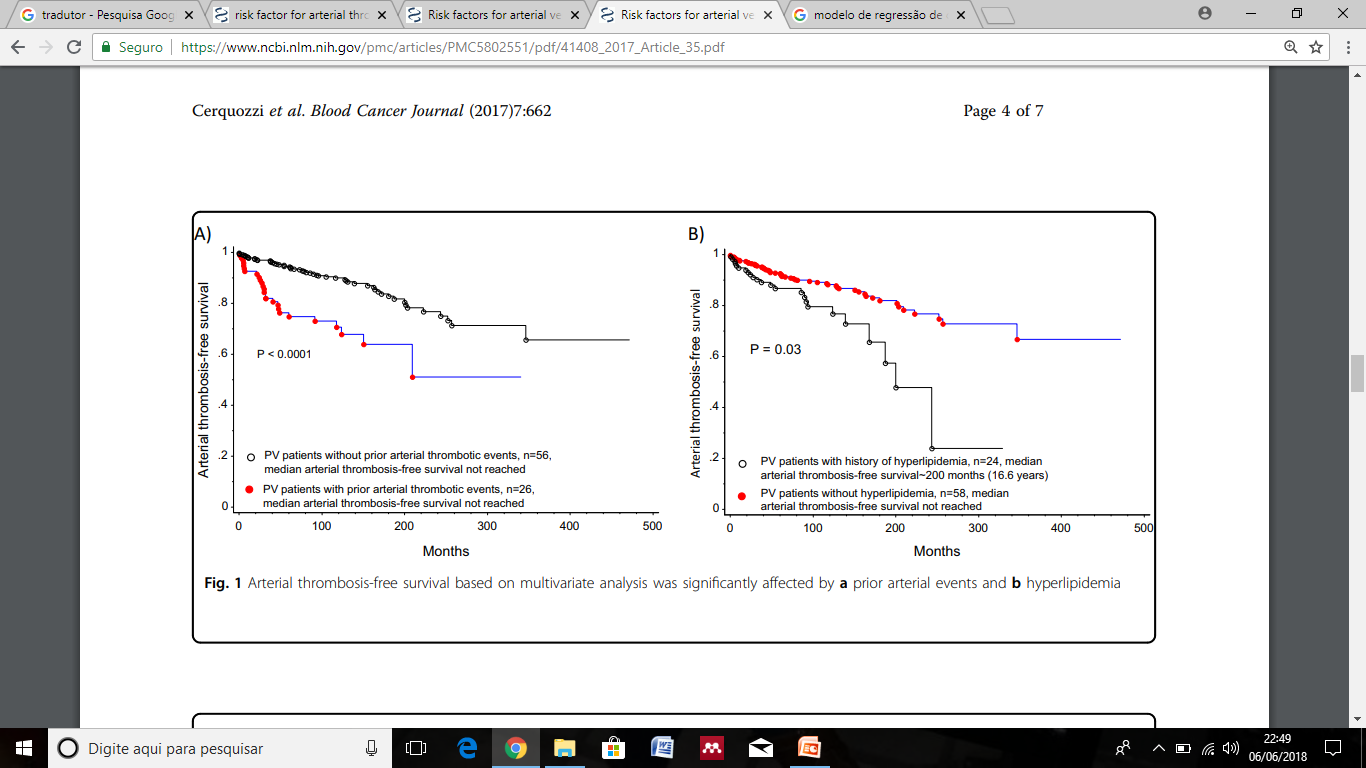 tradutor - Pesquisa Goog
risk factor for arterial thro
Risk factors for arterial ve
Risk factors for arterial ve
modelo de regressão de
Seguro
https://www.ncbi.nlm.nih.gov/pmc/articles/PMC5802551/pdf/41408_2017_Article_35.pdf
Cerquozzi et al. Blood Cancer Journal (2017)7:662
Page 4 of 7
A)
Arterial thrombosis-free survival
1
.8
.6
.4
.2
0
P < 0.0001
PV patients without prior arterial thrombotic events, n=56,
median arterial thrombosis-free survival not reached
PV patients with prior arterial thrombotic events, n=26,
median arterial thrombosis-free survival not reached
0 100 200 300 400 500
Months
B)
Arterial thrombosis-free survival
1
.8
.6
.4
.2
0
P = 0.03
PV patients with history of hyperlipidemia, n=24, median
arterial thrombosis-free survival~200 months (16.6 years)
PV patients without hyperlipidemia, n=58, median
arterial thrombosis-free survival not reached
0 100 200 300 400 500
Months
Fig. 1 Arterial thrombosis-free survival based on multivariate analysis was significantly affected by a prior arterial events and b hyperlipidemia
Digite aqui para pesquisar
22:49
06/06/2018